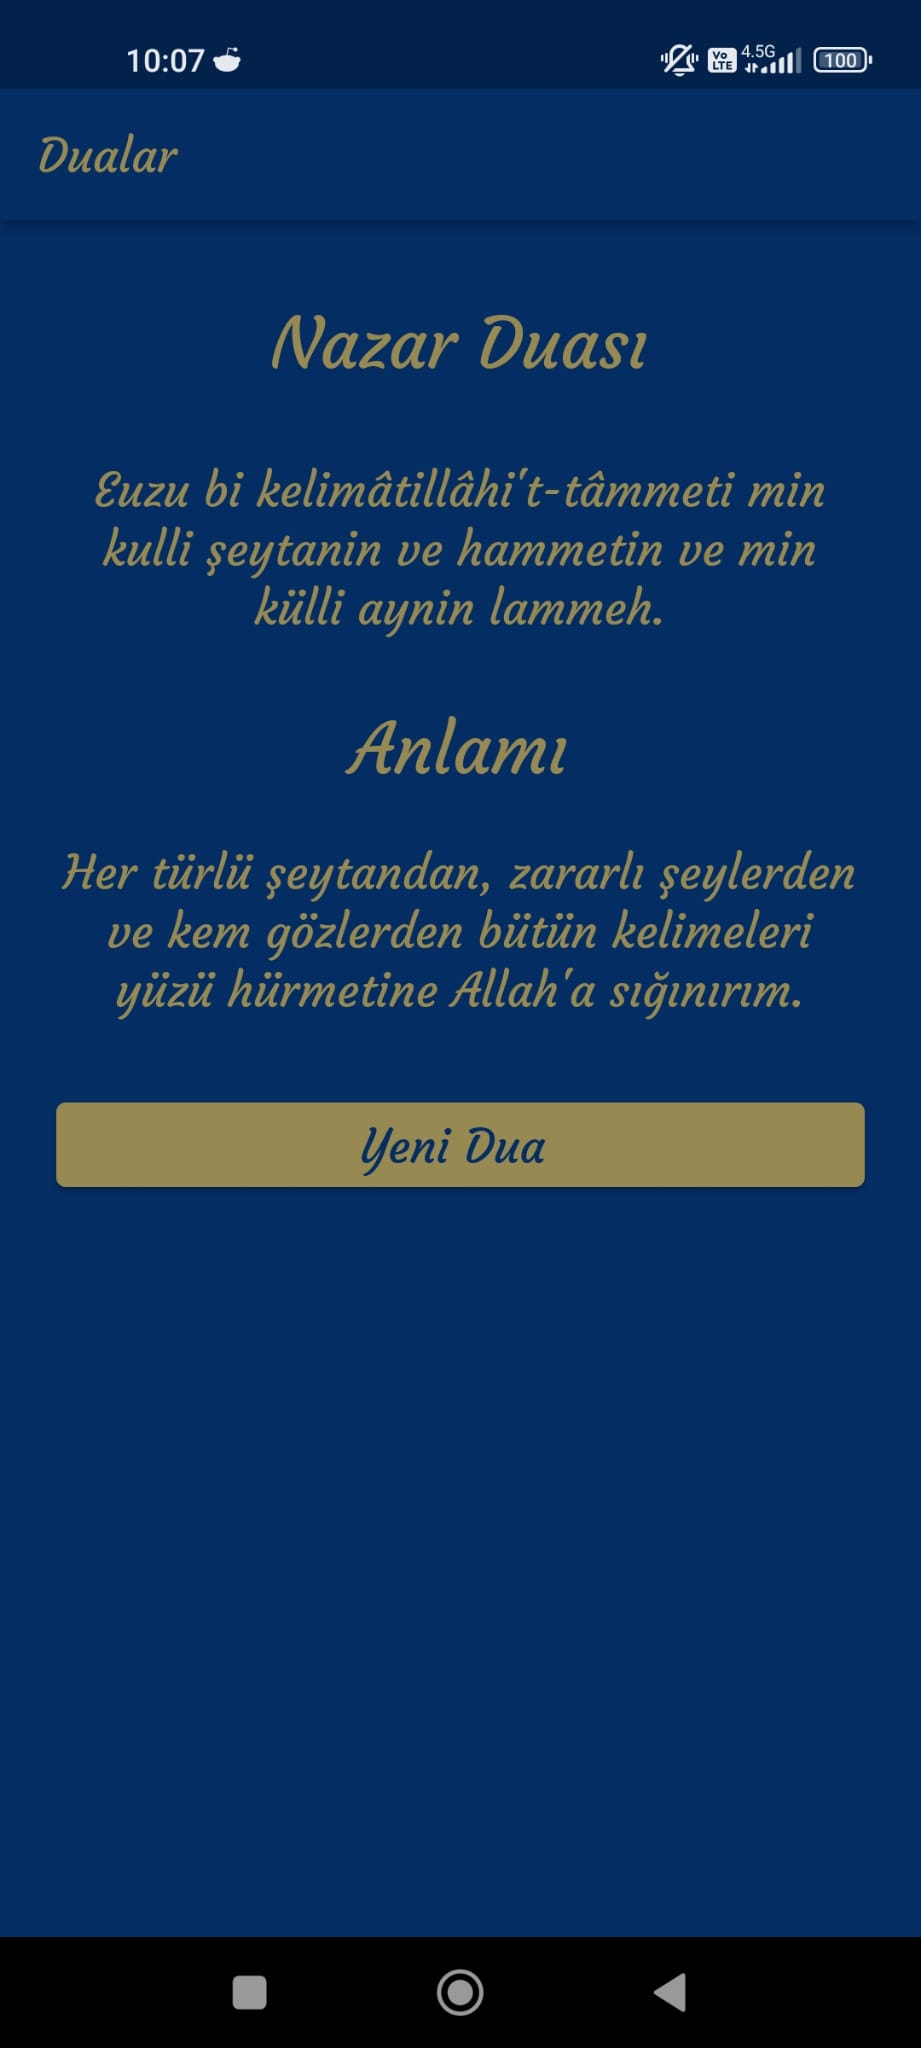 10:07
Vo LTE 4.5G 100
Dualar
Nazar Duası
Euzu bi kelimâtillâhi't-tâmmeti min
kulli şeytanin ve hammetin ve min
külli aynin lammeh.
Anlamı
Her türlü şeytandan, zararlı şeylerden
ve kem gözlerden bütün kelimeleri
yüzü hürmetine Allah'a sığınırım.
Yeni Dua